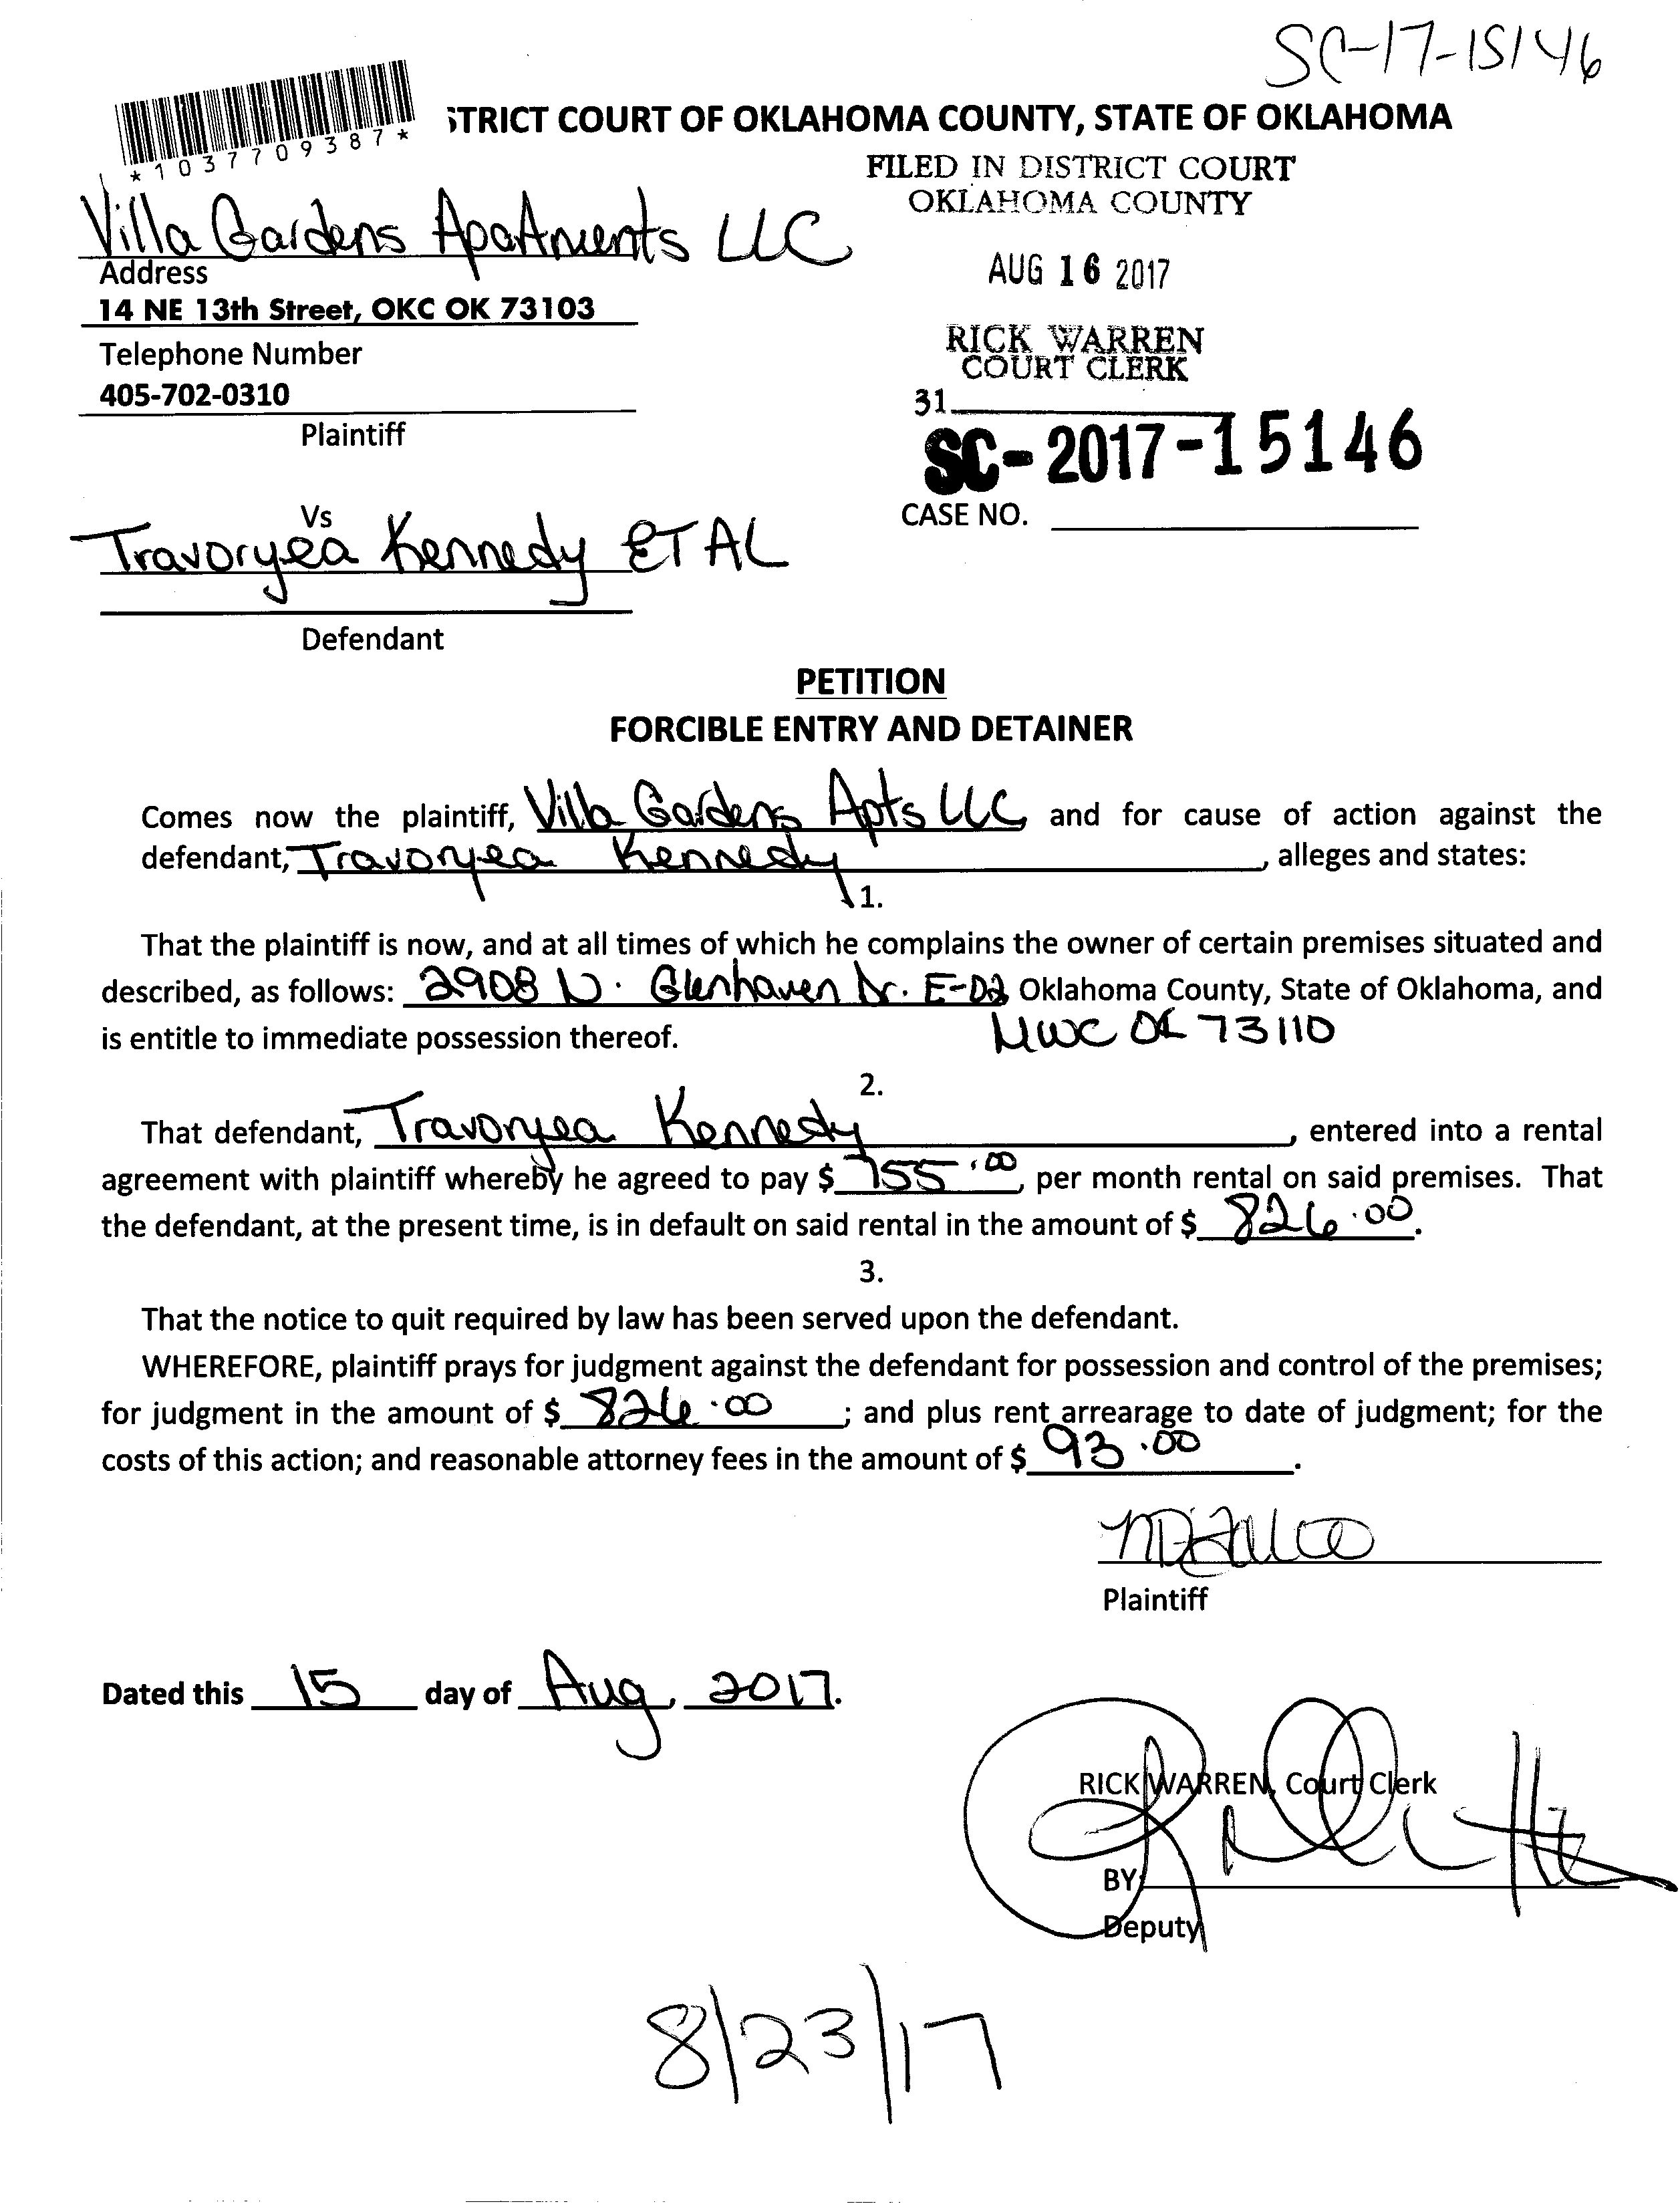 SC-17-15146
STRICT COURT OF OKLAHOMA COUNTY, STATE OF OKLAHOMA
*1037709387*
FILED IN DISTRICT COURT
OKLAHOMA COUNTY
Villa Gardens Apartments LLC
Address
AUG 16 2017
14 NE 13th Street, OKC OK 73103
Telephone Number
RICK WARREN
COURT CLERK
405-702-0310
31
Plaintiff
SC-2017-15146
Vs
CASE NO.
Travoryea Kennedy ET AL
Defendant
PETITION
FORCIBLE ENTRY AND DETAINER
Comes now the plaintiff, Villa Gardens Apts LLC and for cause of action against the
defendant, Travoryea Kennedy, alleges and states:
1.
That the plaintiff is now, and at all times of which he complains the owner of certain premises situated and
described, as follows: 2908 N. Glenhaven Dr. E-D2 Oklahoma County, State of Oklahoma, and
is entitle to immediate possession thereof. MWC OK 73110
2.
That defendant, Travoryea Kennedy, entered into a rental
agreement with plaintiff whereby he agreed to pay $ 755.00, per month rental on said premises. That
the defendant, at the present time, is in default on said rental in the amount of $ 826.00.
3.
That the notice to quit required by law has been served upon the defendant.
WHEREFORE, plaintiff prays for judgment against the defendant for possession and control of the premises;
for judgment in the amount of $ 826.00; and plus rent arrearage to date of judgment; for the
costs of this action; and reasonable attorney fees in the amount of $ 93.00.
Plaintiff
Dated this 15 day of Aug, 2017.
RICK WARREN, Court Clerk
BY:
Deputy
8/23/17